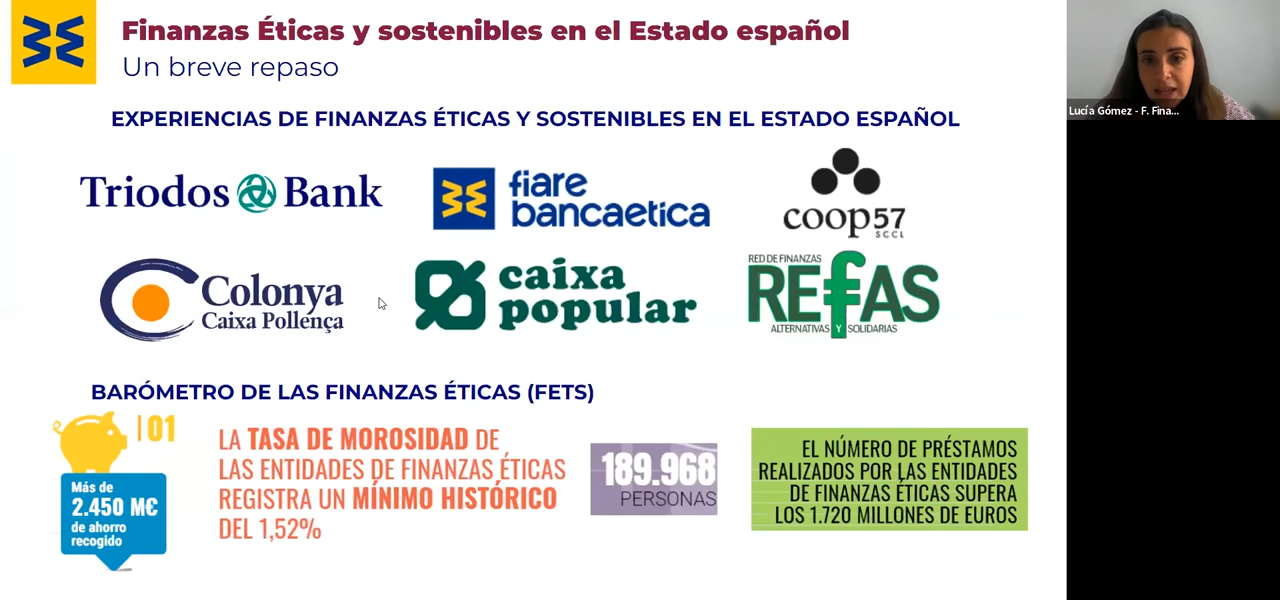 Finanzas Éticas y sostenibles en el Estado español
Un breve repaso
Lucía Gómez - F. Fina...
EXPERIENCIAS DE FINANZAS ÉTICAS Y SOSTENIBLES EN EL ESTADO ESPAÑOL
Triodos Bank
fiare
bancaetica
coop57
SCCL
Colonya
Caixa Pollença
caixa
popular
RED DE FINANZAS
REfAS
ALTERNATIVAS Y SOLIDARIAS
BARÓMETRO DE LAS FINANZAS ÉTICAS (FETS)
01
Más de
2.450 M€
de ahorro
recogido
LA TASA DE MOROSIDAD DE
LAS ENTIDADES DE FINANZAS ÉTICAS
REGISTRA UN MÍNIMO HISTÓRICO
DEL 1,52%
189.968
PERSONAS
EL NÚMERO DE PRÉSTAMOS
REALIZADOS POR LAS ENTIDADES
DE FINANZAS ÉTICAS SUPERA
LOS 1.720 MILLONES DE EUROS